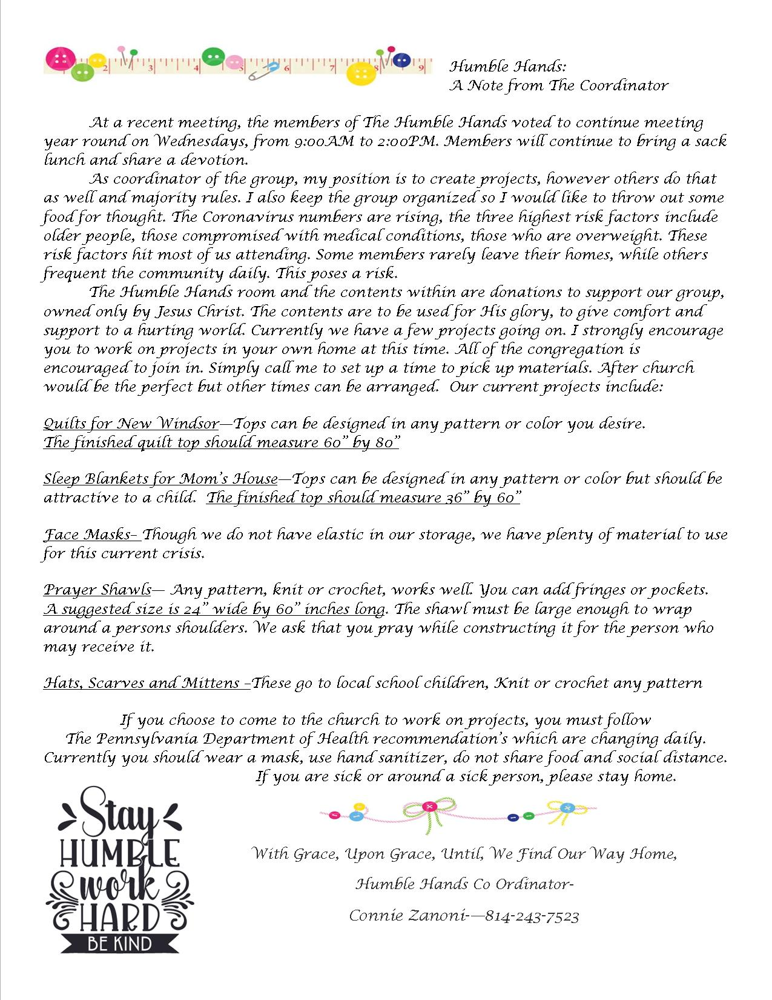 2 3 4 5 6 7 8 9
Humble Hands:
A Note from The Coordinator
At a recent meeting, the members of The Humble Hands voted to continue meeting
year round on Wednesdays, from 9:00AM to 2:00PM. Members will continue to bring a sack
lunch and share a devotion.
As coordinator of the group, my position is to create projects, however others do that
as well and majority rules. I also keep the group organized so I would like to throw out some
food for thought. The Coronavirus numbers are rising, the three highest risk factors include
older people, those compromised with medical conditions, those who are overweight. These
risk factors hit most of us attending. Some members rarely leave their homes, while others
frequent the community daily. This poses a risk.
The Humble Hands room and the contents within are donations to support our group,
owned only by Jesus Christ. The contents are to be used for His glory, to give comfort and
support to a hurting world. Currently we have a few projects going on. I strongly encourage
you to work on projects in your own home at this time. All of the congregation is
encouraged to join in. Simply call me to set up a time to pick up materials. After church
would be the perfect but other times can be arranged.  Our current projects include:
Quilts for New Windsor—Tops can be designed in any pattern or color you desire.
The finished quilt top should measure 60” by 80”
Sleep Blankets for Mom’s House—Tops can be designed in any pattern or color but should be
attractive to a child.  The finished top should measure 36” by 60”
Face Masks– Though we do not have elastic in our storage, we have plenty of material to use
for this current crisis.
Prayer Shawls— Any pattern, knit or crochet, works well. You can add fringes or pockets.
A suggested size is 24” wide by 60” inches long. The shawl must be large enough to wrap
around a persons shoulders. We ask that you pray while constructing it for the person who
may receive it.
Hats, Scarves and Mittens –These go to local school children, Knit or crochet any pattern
If you choose to come to the church to work on projects, you must follow
The Pennsylvania Department of Health recommendation’s which are changing daily.
Currently you should wear a mask, use hand sanitizer, do not share food and social distance.
If you are sick or around a sick person, please stay home.
Stay
HUMBLE
work
HARD
BE KIND
With Grace, Upon Grace, Until, We Find Our Way Home,
Humble Hands Co Ordinator-
Connie Zanoni-—814-243-7523